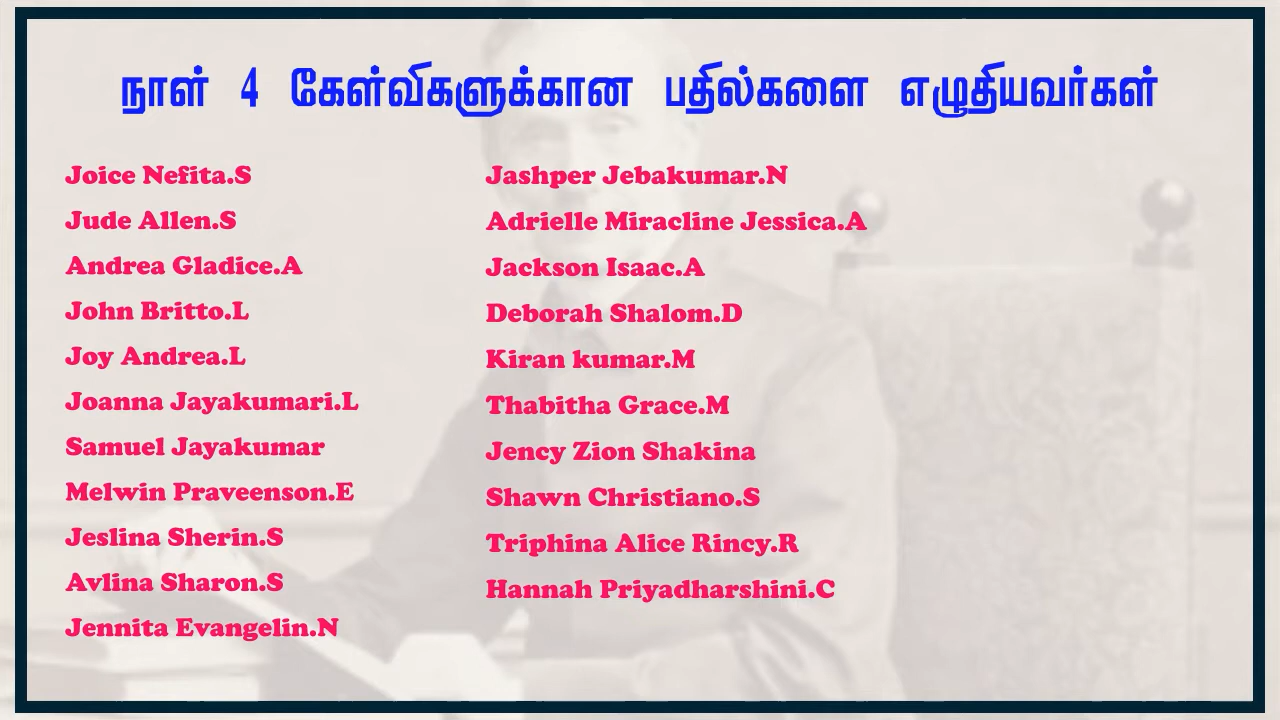 நாள் 4 கேள்விகளுக்கான பதில்களை எழுதியவர்கள்
Joice Nefita.S
Jude Allen.S
Andrea Gladice.A
John Britto.L
Joy Andrea.L
Joanna Jayakumari.L
Samuel Jayakumar
Melwin Praveenson.E
Jeslina Sherin.S
Avlina Sharon.S
Jennita Evangelin.N
Jashper Jebakumar.N
Adrielle Miracline Jessica.A
Jackson Isaac.A
Deborah Shalom.D
Kiran kumar.M
Thabitha Grace.M
Jency Zion Shakina
Shawn Christiano.S
Triphina Alice Rincy.R
Hannah Priyadharshini.C